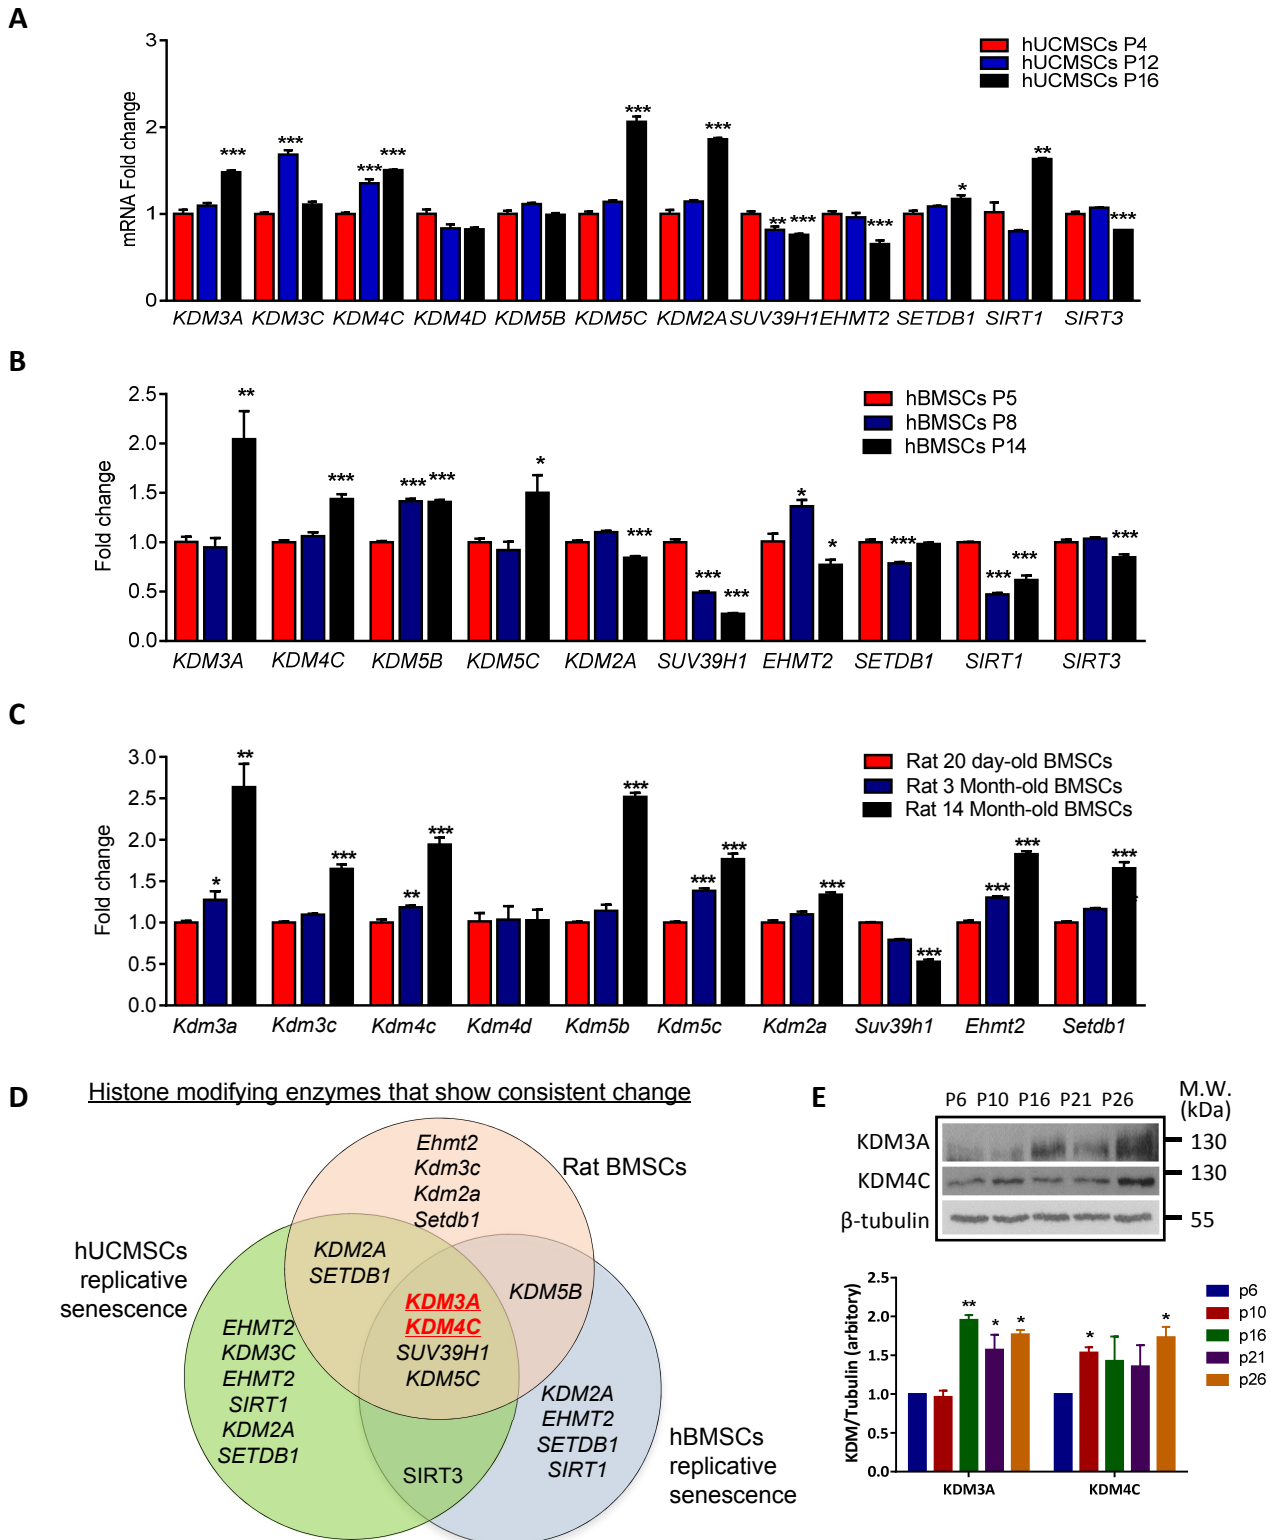 A
3
2
1
0
mRNA Fold change
hUCMSCs P4
hUCMSCs P12
hUCMSCs P16
***
***
***
***
***
***
**
***
***
*
**
***
KDM3A KDM3C KDM4C KDM4D KDM5B KDM5C KDM2A SUV39H1 EHMT2 SETDB1 SIRT1 SIRT3
B
2.5
2.0
1.5
1.0
0.5
0.0
Fold change
hBMSCs P5
hBMSCs P8
hBMSCs P14
**
***
***
***
*
***
***
***
*
*
***
***
***
***
KDM3A KDM4C KDM5B KDM5C KDM2A SUV39H1 EHMT2 SETDB1 SIRT1 SIRT3
C
3.0
2.5
2.0
1.5
1.0
0.5
0.0
Fold change
Rat 20 day-old BMSCs
Rat 3 Month-old BMSCs
Rat 14 Month-old BMSCs
*
**
***
**
***
***
***
***
***
***
***
***
***
Kdm3a Kdm3c Kdm4c Kdm4d Kdm5b Kdm5c Kdm2a Suv39h1 Ehmt2 Setdb1
D
Histone modifying enzymes that show consistent change
Ehmt2
Kdm3c
Kdm2a
Setdb1
Rat BMSCs
hUCMSCs
replicative
senescence
KDM2A
SETDB1
KDM5B
KDM3A
KDM4C
SUV39H1
KDM5C
EHMT2
KDM3C
EHMT2
SIRT1
KDM2A
SETDB1
KDM2A
EHMT2
SETDB1
SIRT1
SIRT3
hBMSCs
replicative
senescence
E
P6 P10 P16 P21 P26
M.W.
(kDa)
KDM3A
130
KDM4C
130
β-tubulin
55
2.5
2.0
1.5
1.0
0.5
0.0
KDM/Tubulin (arbitory)
**
*
*
*
*
KDM3A KDM4C
p6
p10
p16
p21
p26